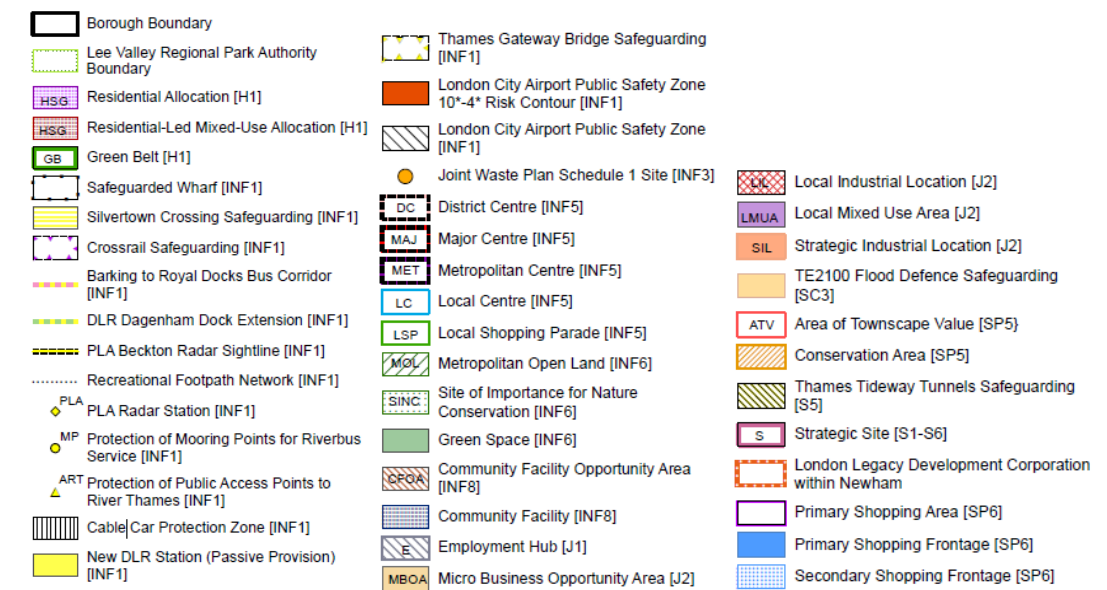 Borough Boundary
Lee Valley Regional Park Authority
Boundary
HSG Residential Allocation [H1]
HSG Residential-Led Mixed-Use Allocation [H1]
GB Green Belt [H1]
Safeguarded Wharf [INF1]
Silvertown Crossing Safeguarding [INF1]
Crossrail Safeguarding [INF1]
Barking to Royal Docks Bus Corridor
[INF1]
DLR Dagenham Dock Extension [INF1]
PLA Beckton Radar Sightline [INF1]
Recreational Footpath Network [INF1]
PLA PLA Radar Station [INF1]
MP Protection of Mooring Points for Riverbus
Service [INF1]
ART Protection of Public Access Points to
River Thames [INF1]
Cable Car Protection Zone [INF1]
New DLR Station (Passive Provision)
[INF1]
Thames Gateway Bridge Safeguarding
[INF1]
London City Airport Public Safety Zone
10*-4* Risk Contour [INF1]
London City Airport Public Safety Zone
[INF1]
Joint Waste Plan Schedule 1 Site [INF3]
DC District Centre [INF5]
MAJ Major Centre [INF5]
MET Metropolitan Centre [INF5]
LC Local Centre [INF5]
LSP Local Shopping Parade [INF5]
MOL Metropolitan Open Land [INF6]
SINC Site of Importance for Nature
Conservation [INF6]
Green Space [INF6]
CFOA Community Facility Opportunity Area
[INF8]
Community Facility [INF8]
E Employment Hub [J1]
MBOA Micro Business Opportunity Area [J2]
LIL Local Industrial Location [J2]
LMUA Local Mixed Use Area [J2]
SIL Strategic Industrial Location [J2]
TE2100 Flood Defence Safeguarding
[SC3]
ATV Area of Townscape Value [SP5}
Conservation Area [SP5]
Thames Tideway Tunnels Safeguarding
[S5]
S Strategic Site [S1-S6]
London Legacy Development Corporation
within Newham
Primary Shopping Area [SP6]
Primary Shopping Frontage [SP6]
Secondary Shopping Frontage [SP6]